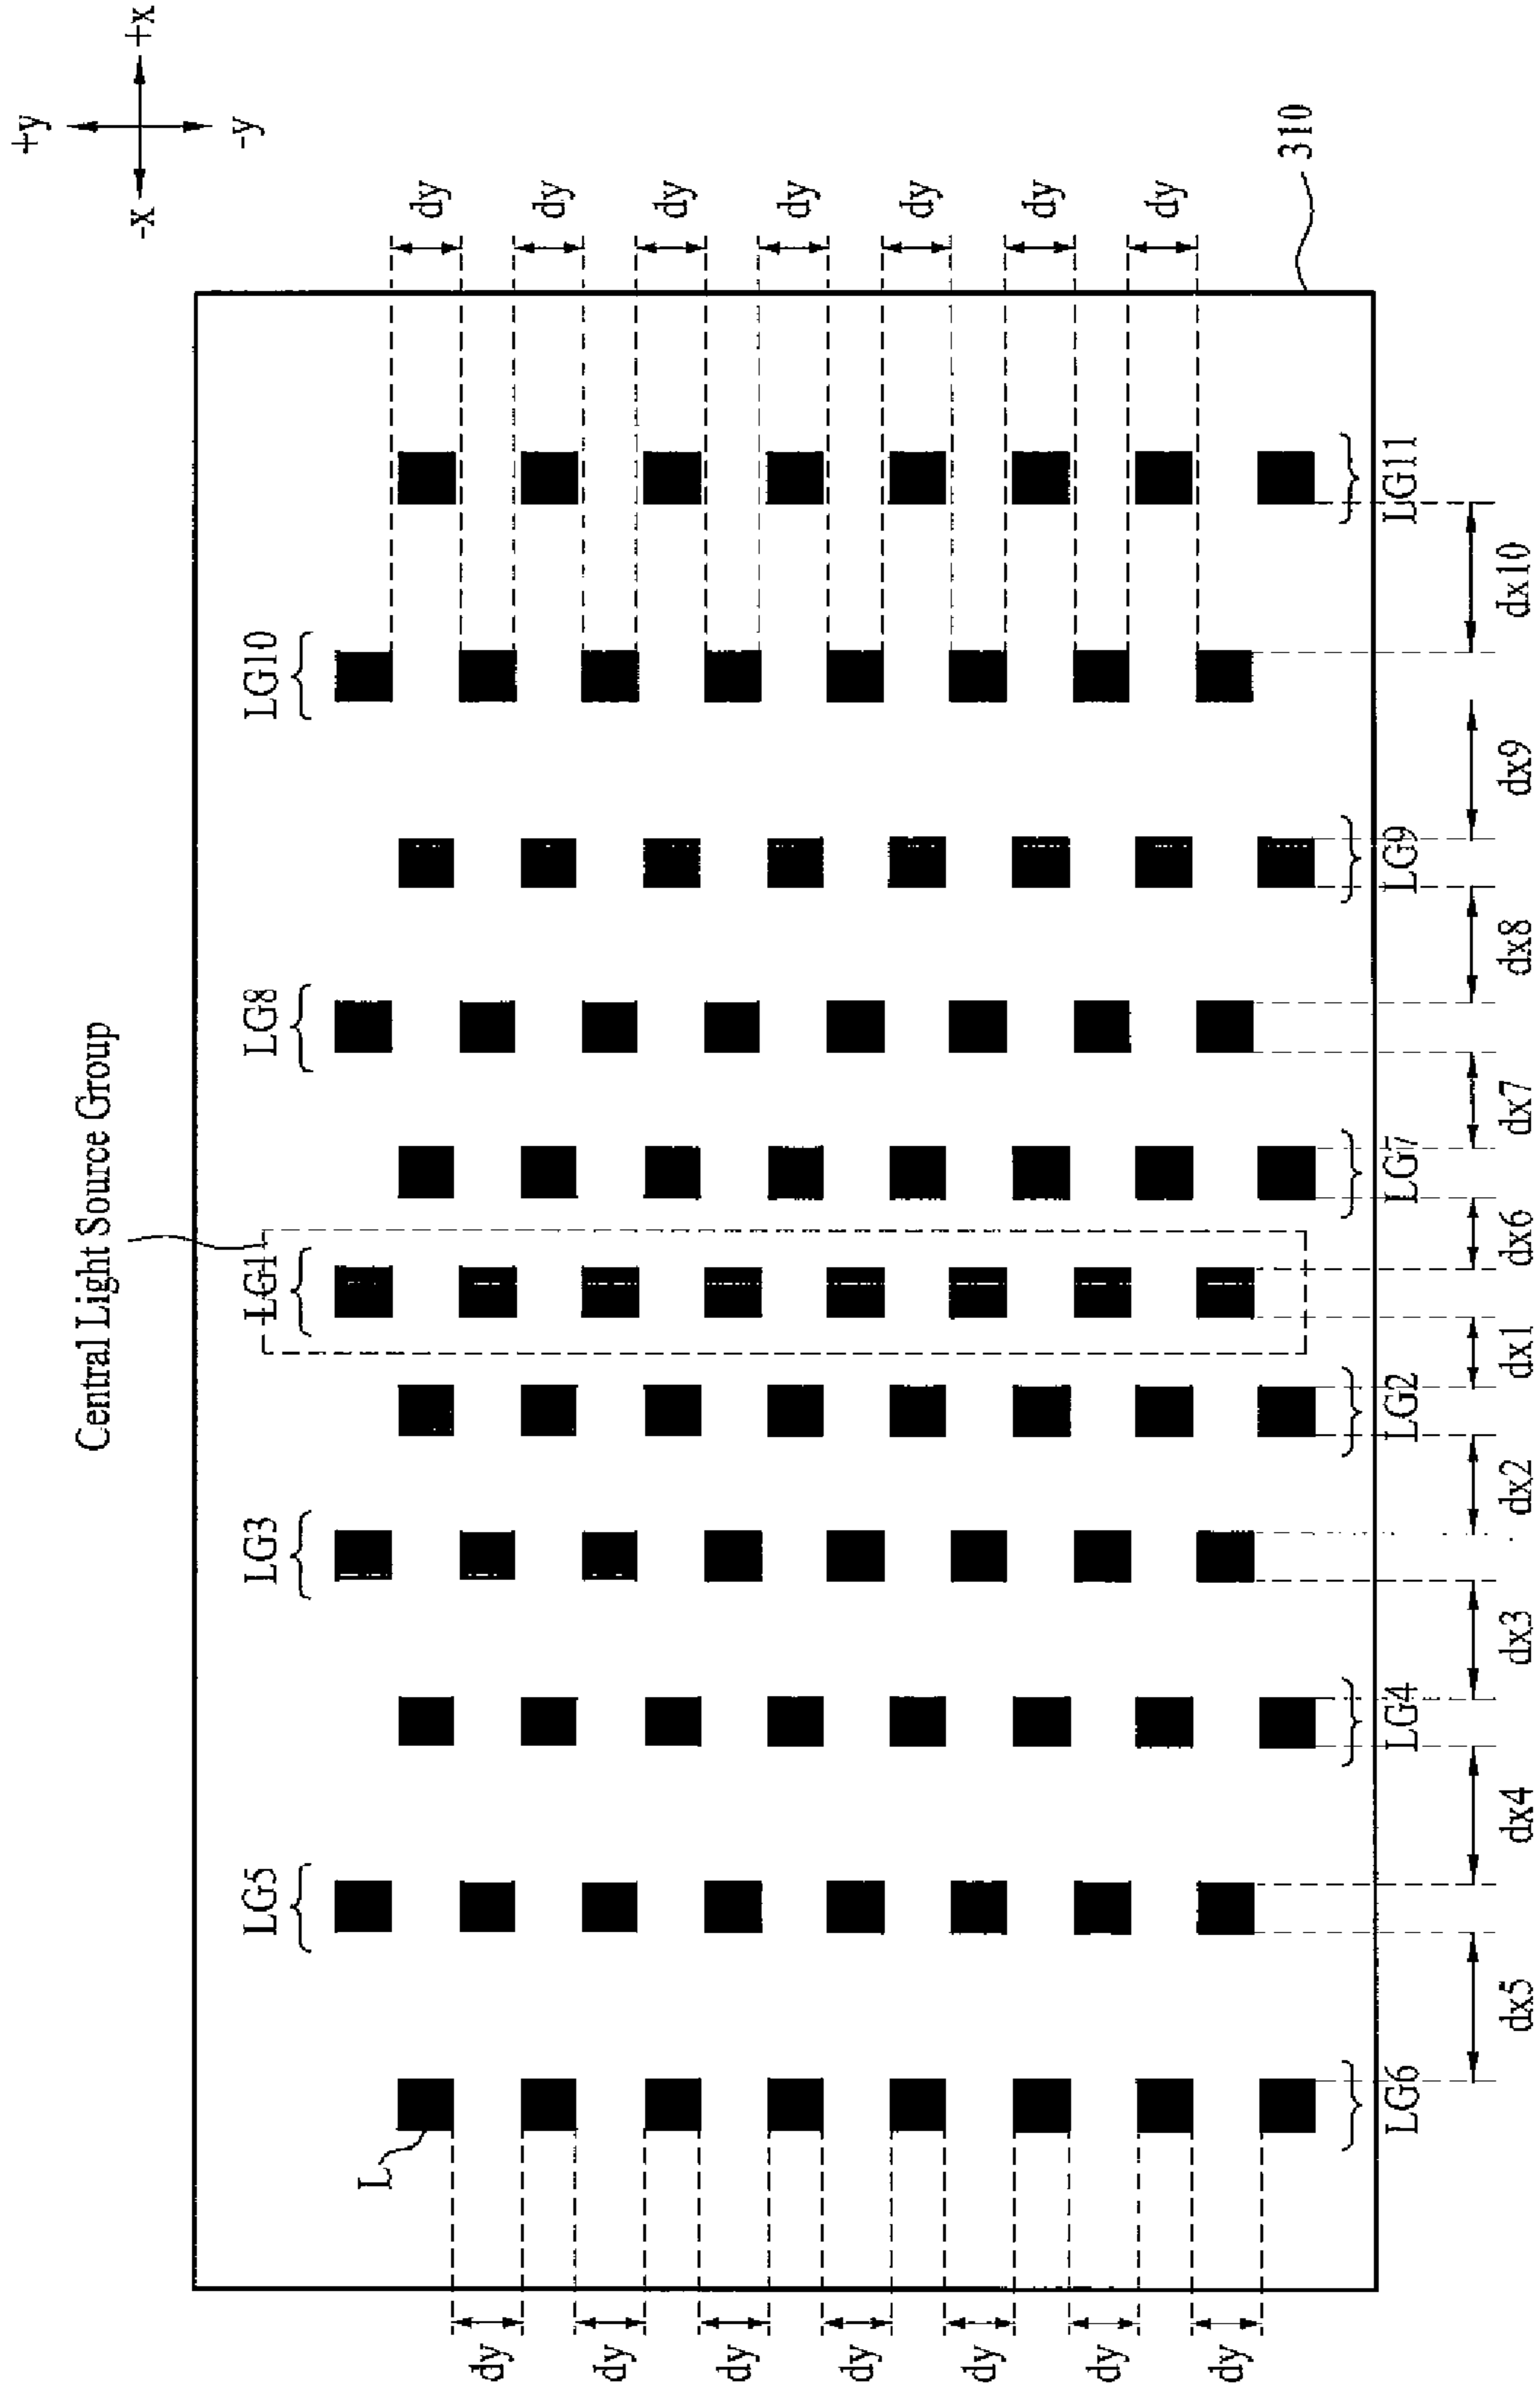 +y
-x
+x
-y
Central Light Source Group
LG5
LG3
LG1
LG8
LG10
L
dy
dy
dy
dy
dy
dy
dy
dy
dy
dy
dy
dy
dy
dy
LG6
LG4
LG2
LG7
LG9
LG11
310
dx5
dx4
dx3
dx2
dx1
dx6
dx7
dx8
dx9
dx10